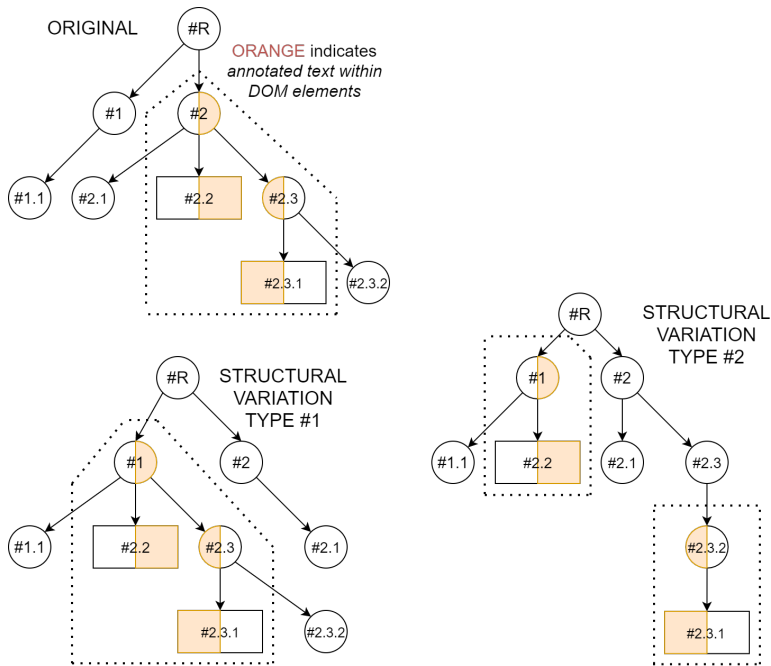 ORIGINAL
#R
ORANGE indicates
annotated text within
DOM elements
#1
#2
#1.1
#2.1
#2.2
#2.3
#2.3.1
#2.3.2
STRUCTURAL
VARIATION
TYPE #1
#R
#1
#2
#1.1
#2.2
#2.3
#2.1
#2.3.1
#2.3.2
STRUCTURAL
VARIATION
TYPE #2
#R
#1
#2
#1.1
#2.2
#2.1
#2.3
#2.3.2
#2.3.1